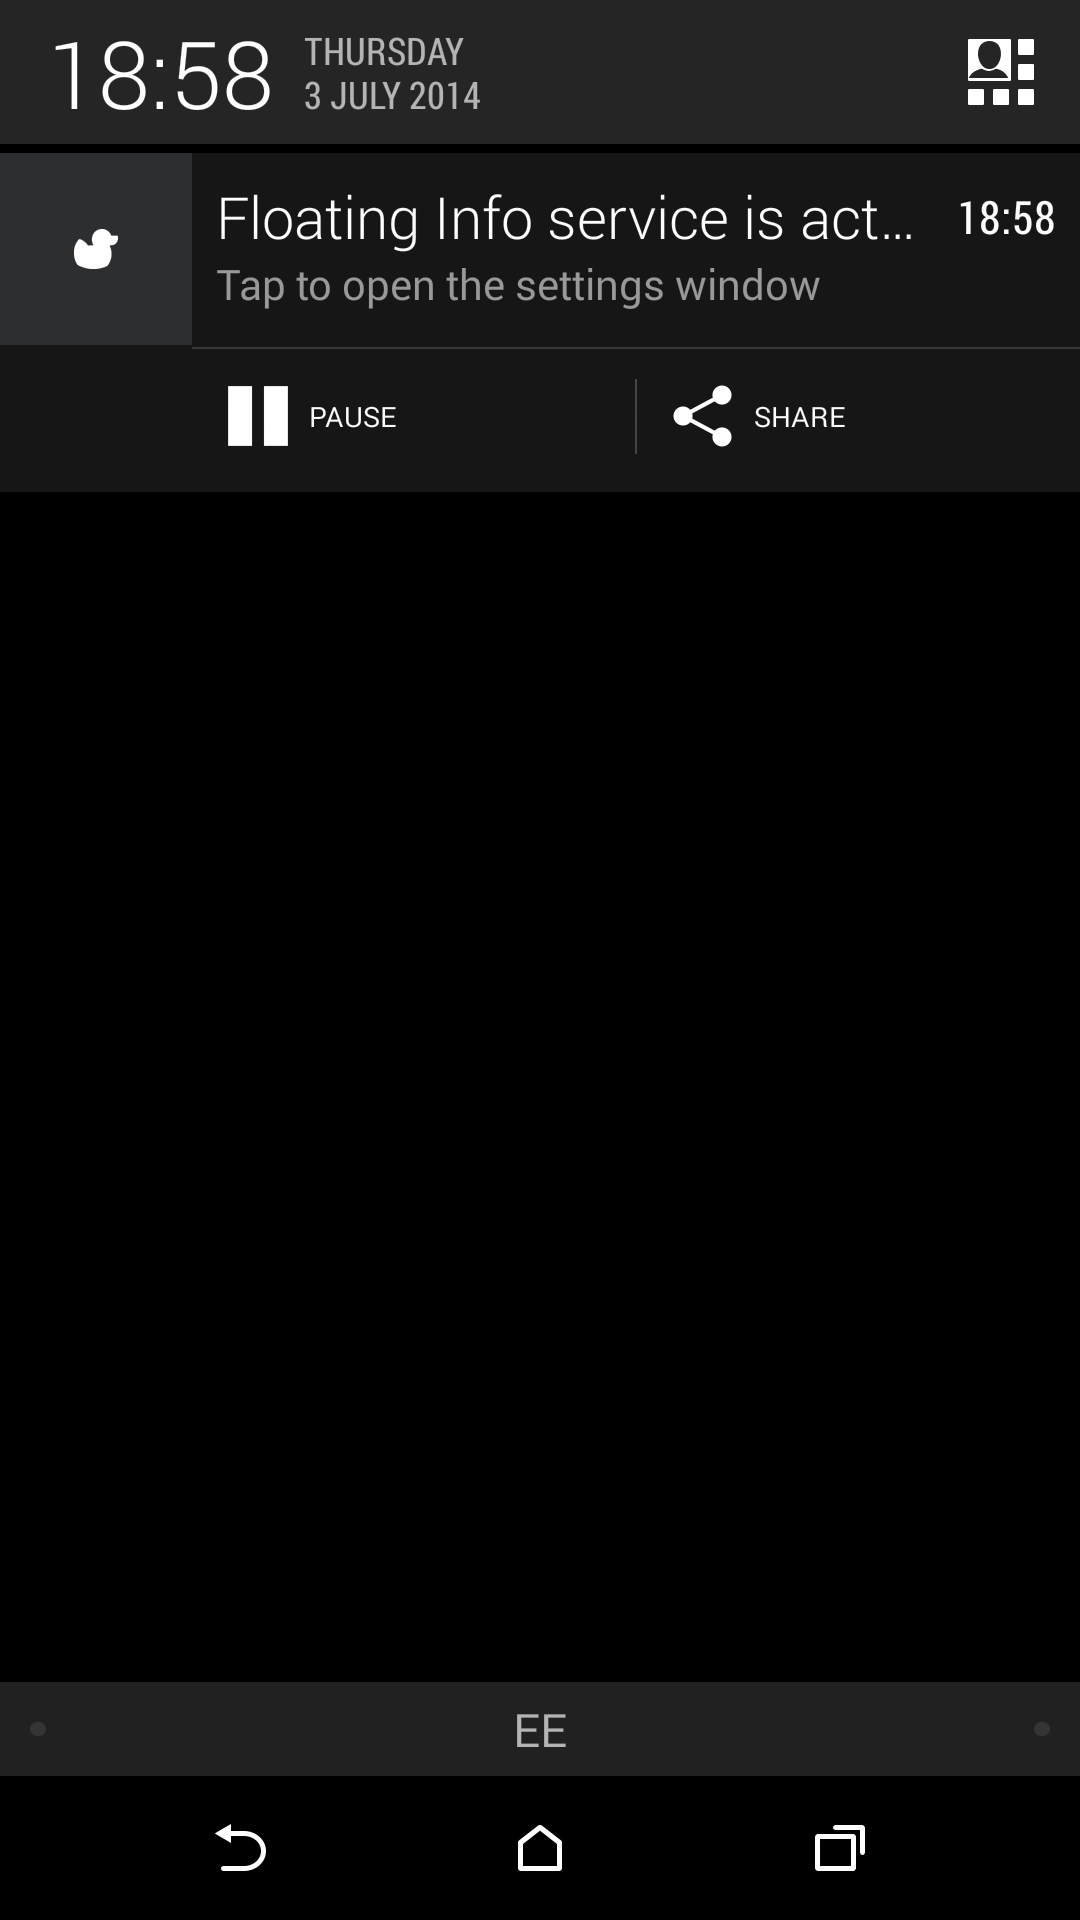 18:58
THURSDAY
3 JULY 2014
Floating Info service is act...
18:58
Tap to open the settings window
PAUSE
SHARE
EE